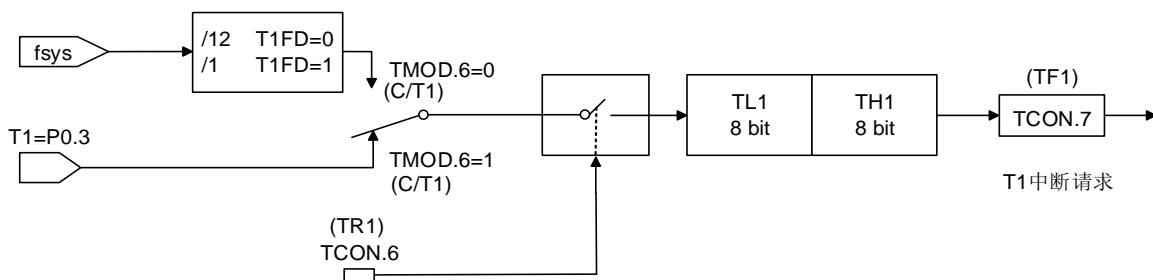 fsys
/12 T1FD=0
/1 T1FD=1
TMOD.6=0
(C/T1)
T1=P0.3
TMOD.6=1
(C/T1)
(TR1)
TCON.6
TL1
8 bit
TH1
8 bit
(TF1)
TCON.7
T1中断请求